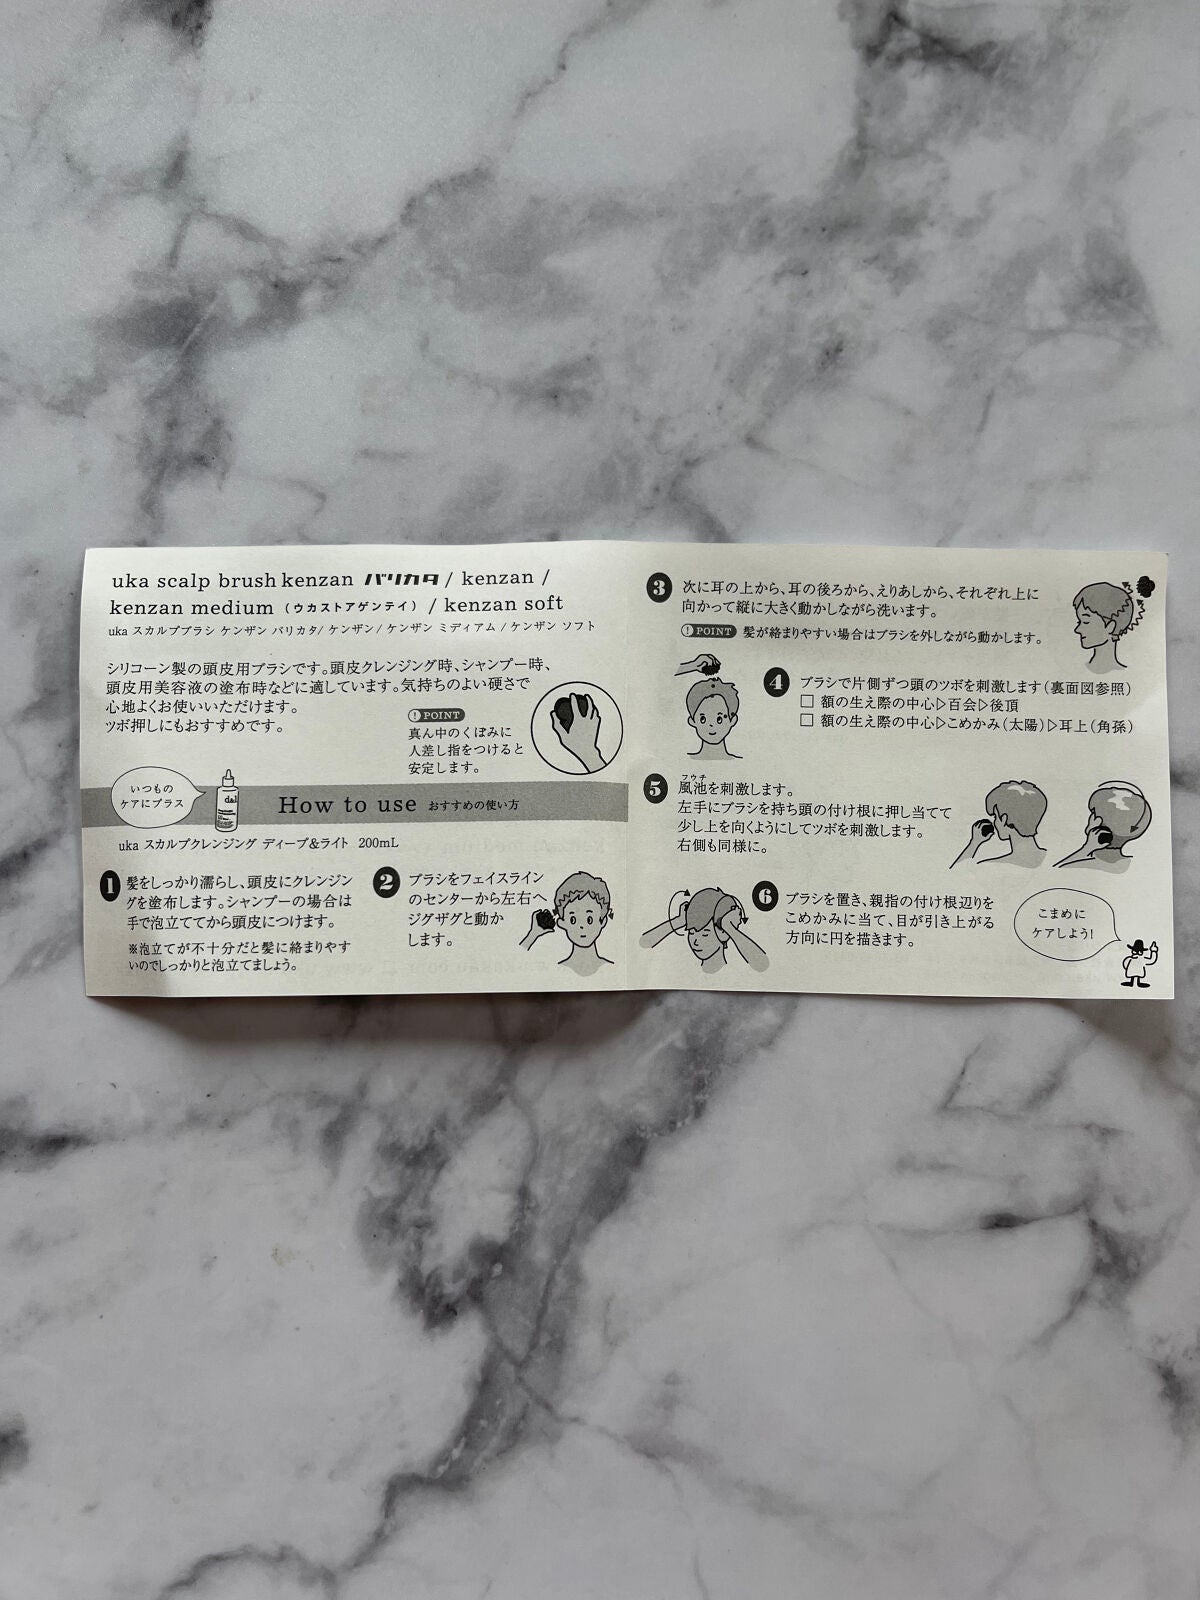 uka scalp brush kenzan バリカタ / kenzan /
kenzan medium （ウカストアゲンテイ） / kenzan soft
uka スカルプブラシ ケンザン バリカタ/ ケンザン/ ケンザン ミディアム / ケンザン ソフト
シリコーン製の頭皮用ブラシです。頭皮クレンジング時、シャンプー時、
頭皮用美容液の塗布時などに適しています。気持ちのよい硬さで
心地よくお使いいただけます。
ツボ押しにもおすすめです。
! POINT
真ん中のくぼみに
人差し指をつけると
安定します。
いつもの
ケアにプラス
How to use おすすめの使い方
uka スカルプクレンジング ディープ&ライト 200mL
1 髪をしっかり濡らし、頭皮にクレンジン
グを塗布します。シャンプーの場合は
手で泡立ててから頭皮につけます。
※泡立てが不十分だと髪に絡まりやす
いのでしっかりと泡立てましょう。
2 ブラシをフェイスライン
のセンターから左右へ
ジグザグと動か
します。
3 次に耳の上から、耳の後ろから、えりあしから、それぞれ上に
向かって縦に大きく動かしながら洗います。
! POINT 髪が絡まりやすい場合はブラシを外しながら動かします。
4 ブラシで片側ずつ頭のツボを刺激します（裏面図参照）
□ 額の生え際の中心▷百会▷後頂
□ 額の生え際の中心▷こめかみ（太陽）▷耳上（角孫）
フウチ
5 風池を刺激します。
左手にブラシを持ち頭の付け根に押し当てて
少し上を向くようにしてツボを刺激します。
右側も同様に。
6 ブラシを置き、親指の付け根辺りを
こめかみに当て、目が引き上がる
方向に円を描きます。
こまめに
ケアしよう!